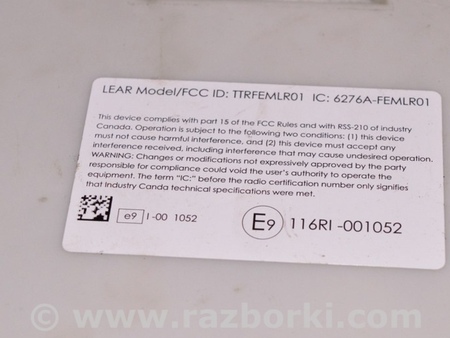 LEAR Model/FCC ID: TTRFEMLR01 IC: 6276A-FEMLR01
This device complies with part 15 of the FCC Rules and with RSS-210 of industry
Canada. Operation is subject to the following two conditions: (1) this device
must not cause harmful interference, and (2) this device must accept any
interference received, including interference that may cause undesired operation.
WARNING: Changes or modifications not expressively approved by the party
responsible for compliance could void the user's authority to operate the
equipment. The term "IC:" before the radio certification number only signifies
that Industry Canda technical specifications were met.
e9 I-00 1052
E9 116RI-001052
© www.razborki.com